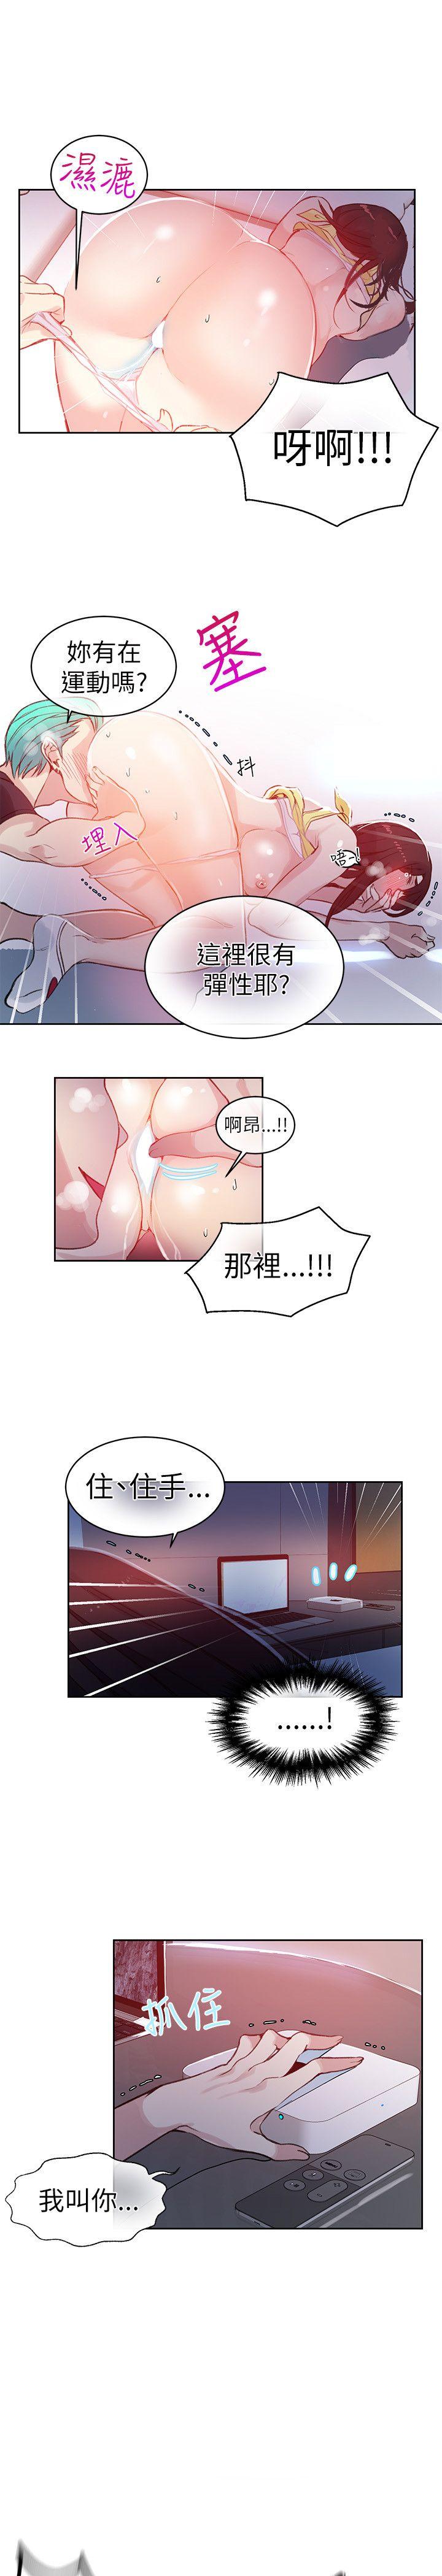 濕漉
呀啊!!!
妳有在
運動嗎?
塞
抖
埋入
唔~!
這裡很有
彈性耶?
啊昂...!!
那裡...!!!
住、住手...
......!
抓住
我叫你...